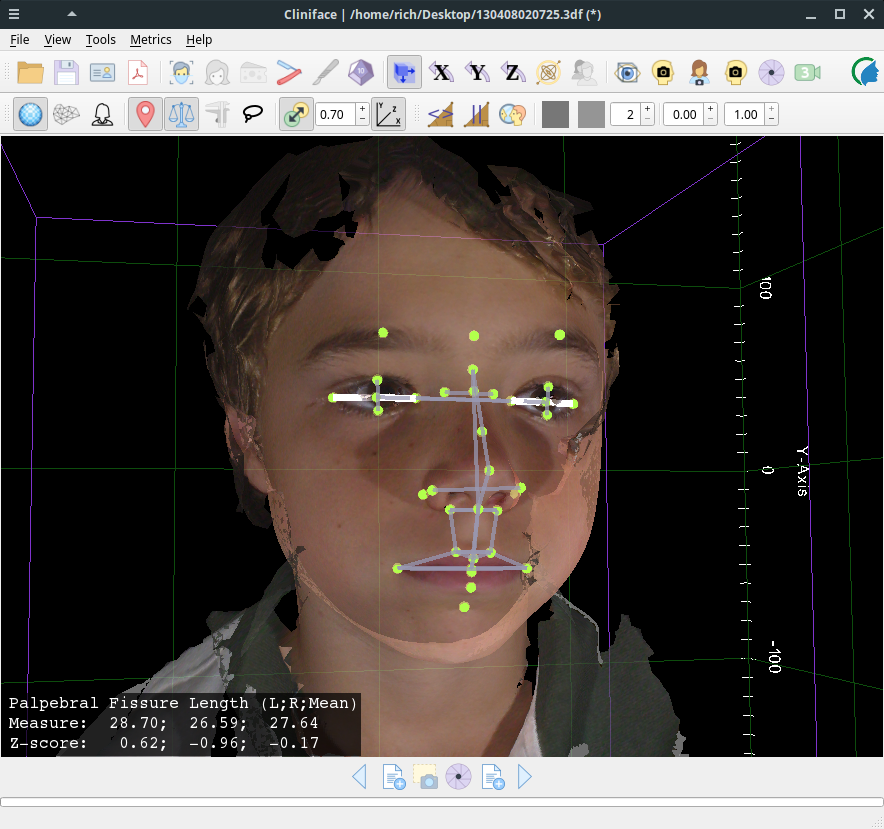 Cliniface | /home/rich/Desktop/130408020725.3df (*)
File View Tools Metrics Help
X Y Z 3
0.70 Y Z X 2 0.00 1.00
100
0
Y-Axis
-100
Palpebral Fissure Length (L;R;Mean)
Measure: 28.70; 26.59; 27.64
Z-score: 0.62; -0.96; -0.17